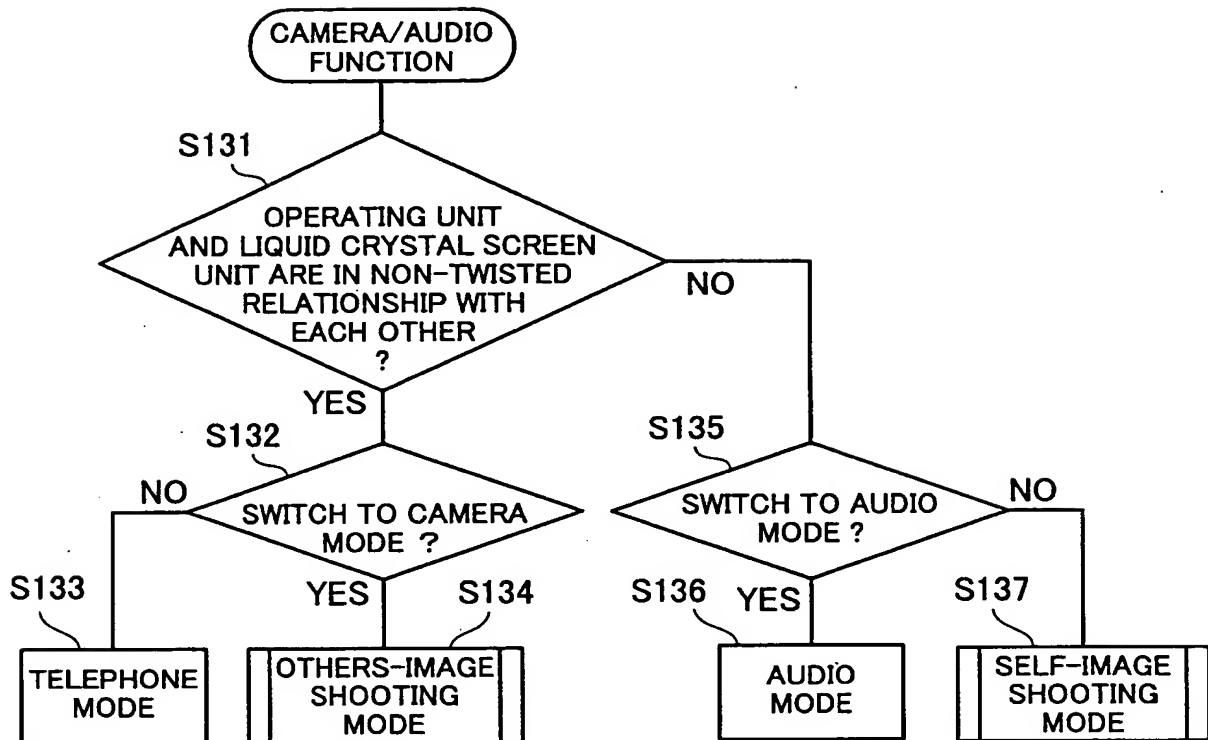 CAMERA/AUDIO
FUNCTION
S131
OPERATING UNIT
AND LIQUID CRYSTAL SCREEN
UNIT ARE IN NON-TWISTED
RELATIONSHIP WITH
EACH OTHER
?
NO
YES
S132
S135
NO
SWITCH TO CAMERA
MODE ?
SWITCH TO AUDIO
MODE ?
NO
S133
YES
S134
S136
YES
S137
TELEPHONE
MODE
OTHERS-IMAGE
SHOOTING
MODE
AUDIO
MODE
SELF-IMAGE
SHOOTING
MODE